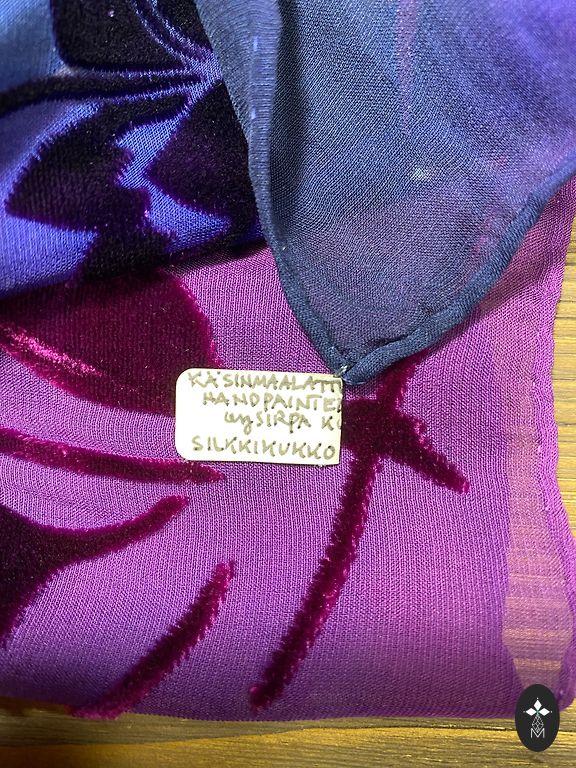 KÄSINMAALATTU
HANDPAINTED
by SIRPA
SILKKIKUKKO
M